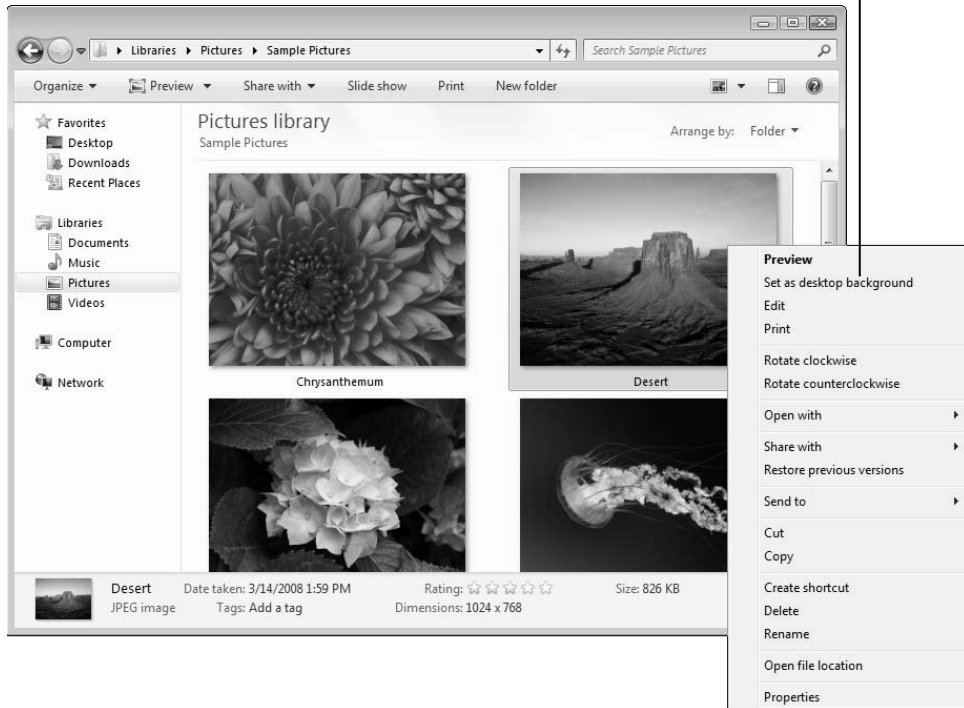 Libraries Pictures Sample Pictures
Search Sample Pictures
Organize Preview Share with Slide show Print New folder
Favorites
Desktop
Downloads
Recent Places
Libraries
Documents
Music
Pictures
Videos
Computer
Network
Pictures library
Sample Pictures
Arrange by: Folder
Chrysanthemum
Desert
Preview
Set as desktop background
Edit
Print
Rotate clockwise
Rotate counterclockwise
Open with
Share with
Restore previous versions
Send to
Cut
Copy
Create shortcut
Delete
Rename
Open file location
Properties
Desert Date taken: 3/14/2008 1:59 PM Rating: Size: 826 KB
JPEG image Tags: Add a tag Dimensions: 1024 x 768